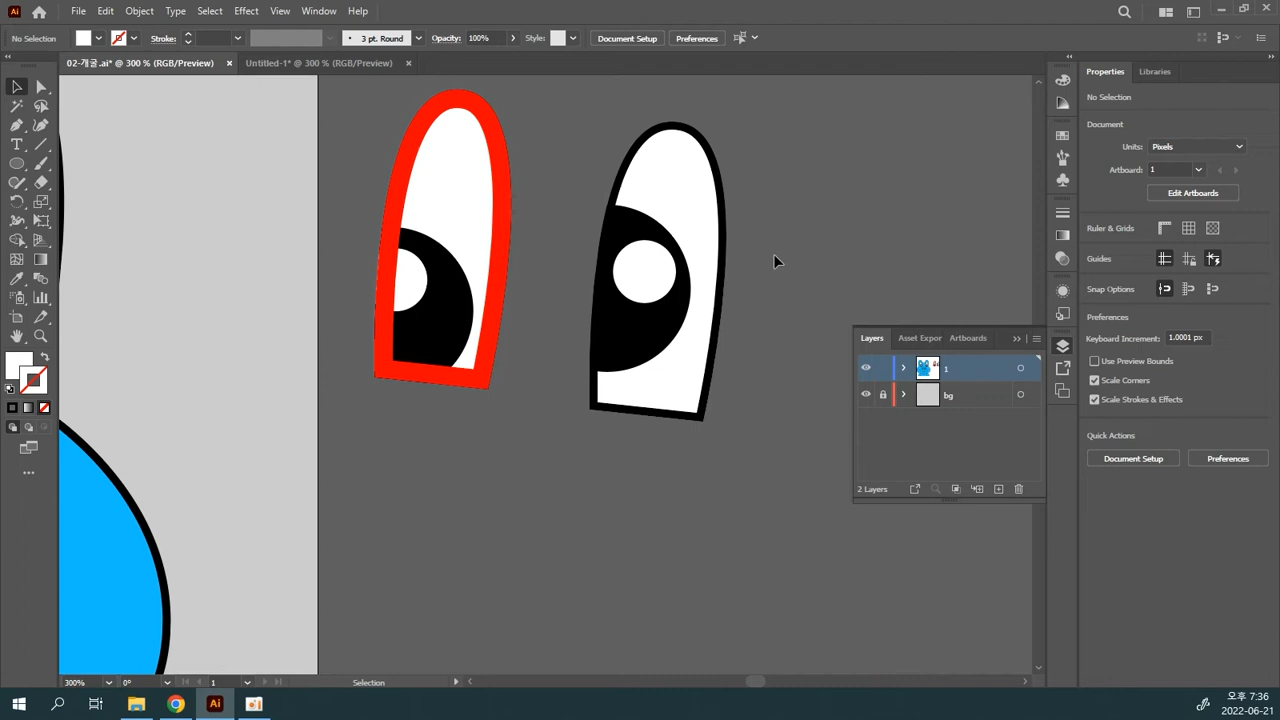 Ai File Edit Object Type Select Effect View Window Help
No Selection Stroke: 3 pt. Round Opacity: 100% Style: Document Setup Preferences
02-개굴.ai* @ 300 % (RGB/Preview) Untitled-1* @ 300 % (RGB/Preview)
Properties Libraries
No Selection
Document
Units: Pixels
Artboard: 1
Edit Artboards
Ruler & Grids
Guides
Snap Options
Preferences
Keyboard Increment: 1.0001 px
Use Preview Bounds
Scale Corners
Scale Strokes & Effects
Quick Actions
Document Setup Preferences
Layers Asset Expor Artboards
1
bg
2 Layers
300% 0° 1 Selection
Ai
오후 7:36
2022-06-21